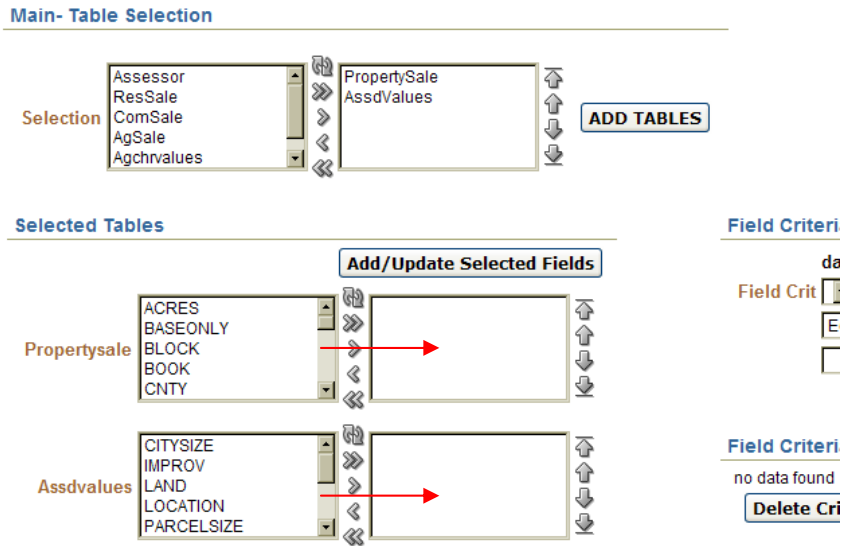 Main- Table Selection
Selection
Assessor
ResSale
ComSale
AgSale
Agchrvalues
PropertySale
AssdValues
ADD TABLES
Selected Tables
Add/Update Selected Fields
Propertysale
ACRES
BASEONLY
BLOCK
BOOK
CNTY
Assdvalues
CITYSIZE
IMPROV
LAND
LOCATION
PARCELSIZE
Field Criteri
da
Field Crit
E
Field Criteri
no data found
Delete Cri